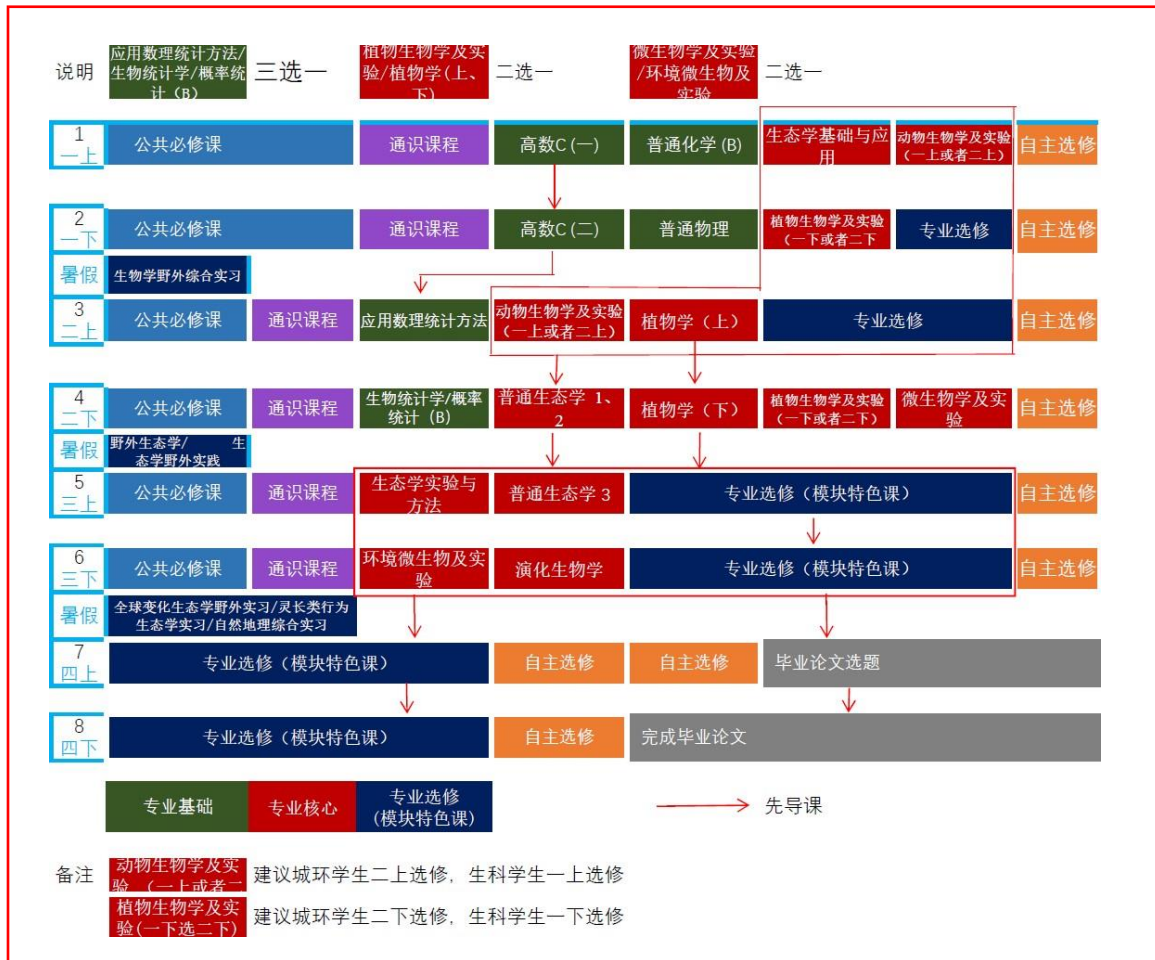 说明
应用数理统计方法/
生物统计学/概率统
计（B）
三选一
植物生物学及实
验/植物学(上、
下)
二选一
微生物学及实验
/环境微生物及
实验
二选一
1
一上
公共必修课
通识课程
高数C (一)
普通化学 (B)
生态学基础与应
用
动物生物学及实验
（一上或者二上）
自主选修
2
一下
公共必修课
通识课程
高数C (二)
普通物理
植物生物学及实验
（一下或者二下
专业选修
自主选修
暑假
生物学野外综合实习
3
二上
公共必修课
通识课程
应用数理统计方法
动物生物学及实验
（一上或者二上）
植物学（上）
专业选修
自主选修
4
二下
公共必修课
通识课程
生物统计学/概率
统计（B）
普通生态学 1、
2
植物学（下）
植物生物学及实验
（一下或者二下）
微生物学及实
验
自主选修
暑假
野外生态学/ 生
态学野外实践
5
三上
公共必修课
通识课程
生态学实验与
方法
普通生态学 3
专业选修（模块特色课）
自主选修
6
三下
公共必修课
通识课程
环境微生物及实
验
演化生物学
专业选修（模块特色课）
自主选修
暑假
全球变化生态学野外实习/灵长类行为
生态学实习/自然地理综合实习
7
四上
专业选修（模块特色课）
自主选修
自主选修
毕业论文选题
8
四下
专业选修（模块特色课）
自主选修
完成毕业论文
专业基础
专业核心
专业选修
(模块特色课)
先导课
备注
动物生物学及实
验 （一上或者二
建议城环学生二上选修，生科学生一上选修
植物生物学及实
验(一下选二下)
建议城环学生二下选修，生科学生一下选修